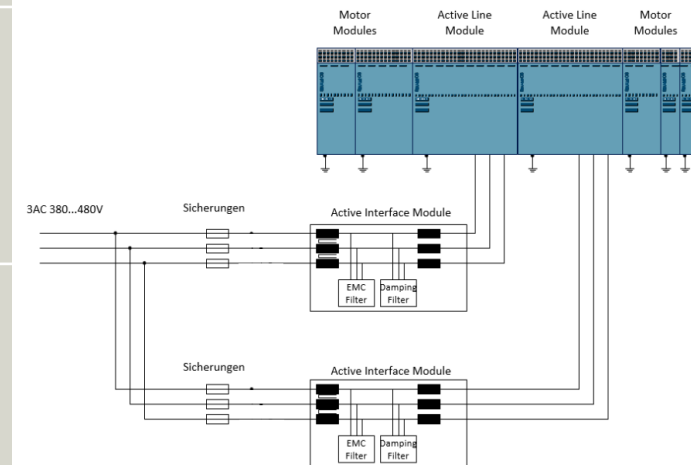 Motor
Modules
Active Line
Module
Active Line
Module
Motor
Modules
3AC 380...480V
Sicherungen
Active Interface Module
EMC
Filter
Damping
Filter
Sicherungen
Active Interface Module
EMC
Filter
Damping
Filter